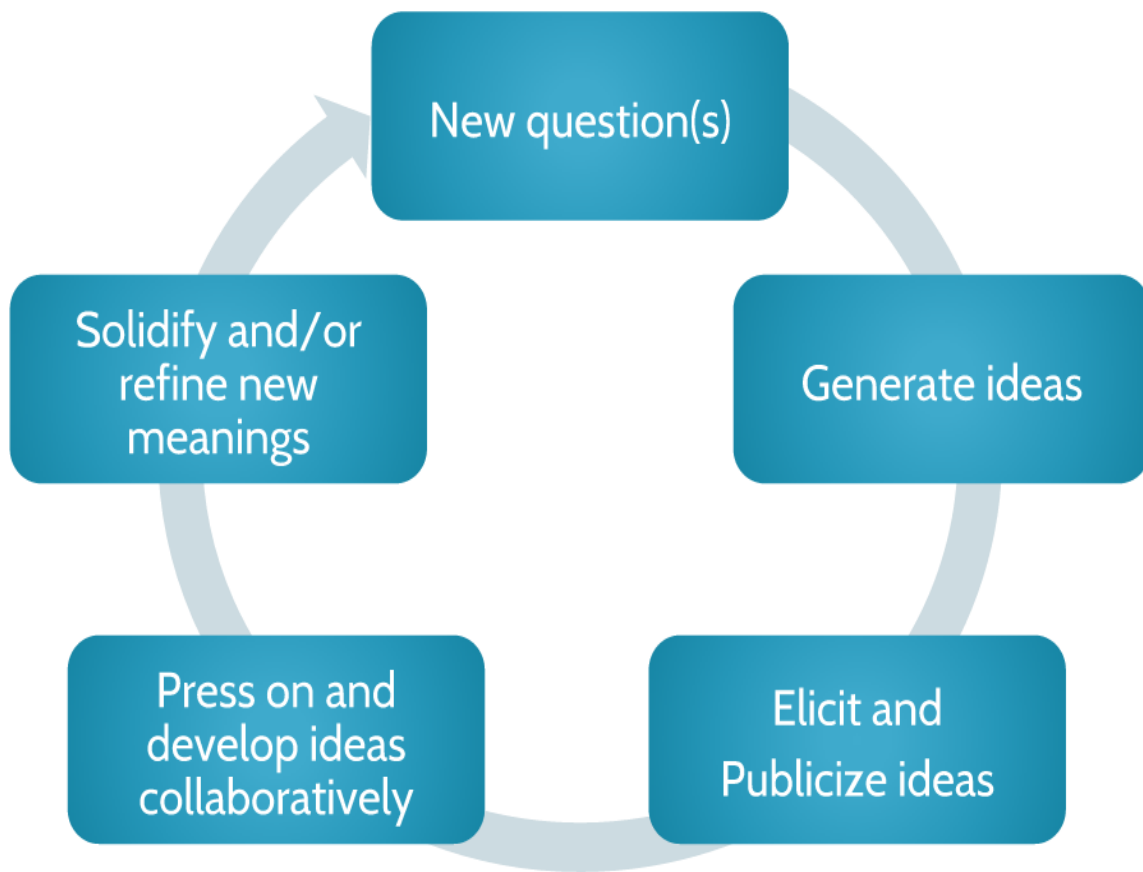 New question(s)
Generate ideas
Elicit and
Publicize ideas
Press on and
develop ideas
collaboratively
Solidify and/or
refine new
meanings